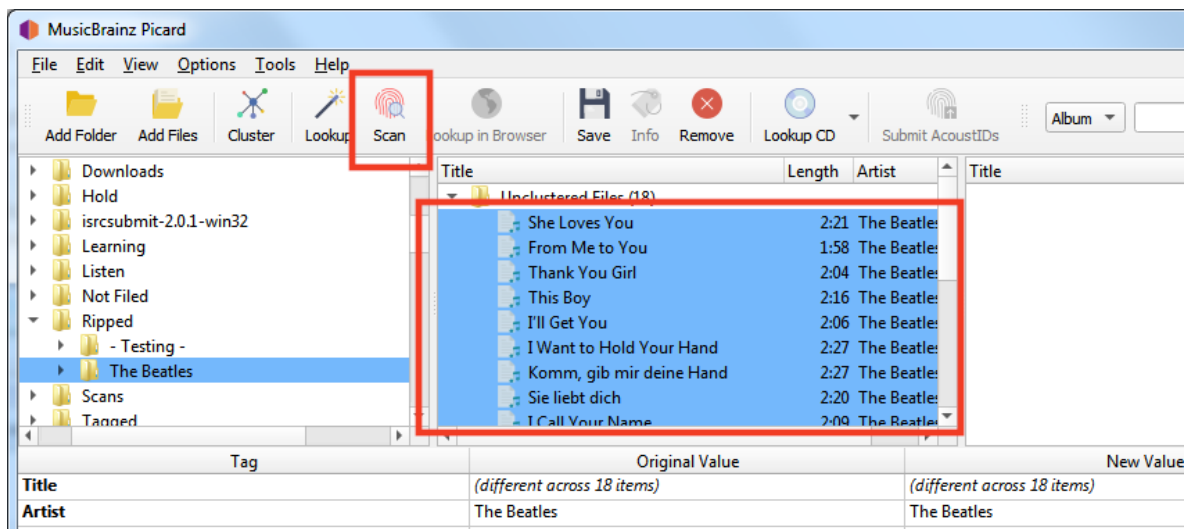 MusicBrainz Picard
File Edit View Options Tools Help
Add Folder Add Files Cluster Lookup Scan ookup in Browser Save Info Remove Lookup CD Submit AcoustIDs Album
Downloads
Hold
isrcsubmit-2.0.1-win32
Learning
Listen
Not Filed
Ripped
- Testing -
The Beatles
Scans
Tagged
Title Length Artist
Unclustered Files (18)
She Loves You 2:21 The Beatles
From Me to You 1:58 The Beatles
Thank You Girl 2:04 The Beatles
This Boy 2:16 The Beatles
I'll Get You 2:06 The Beatles
I Want to Hold Your Hand 2:27 The Beatles
Komm, gib mir deine Hand 2:27 The Beatles
Sie liebt dich 2:20 The Beatles
I Call Your Name 2:09 The Beatles
Title
Tag Original Value New Value
Title (different across 18 items) (different across 18 items)
Artist The Beatles The Beatles